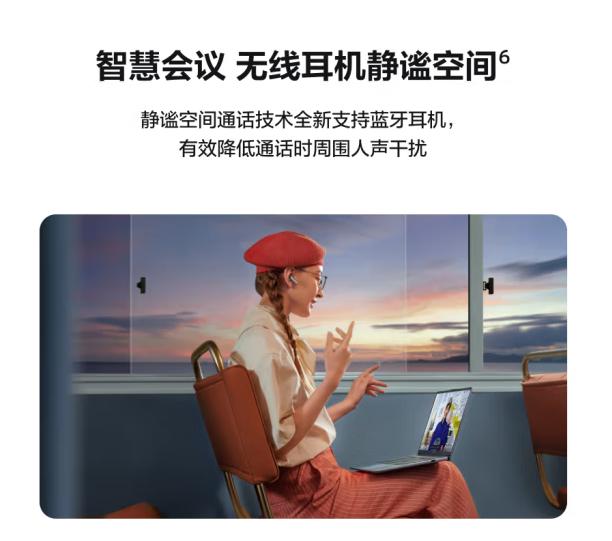 智慧会议 无线耳机静谧空间6
静谧空间通话技术全新支持蓝牙耳机，
有效降低通话时周围人声干扰